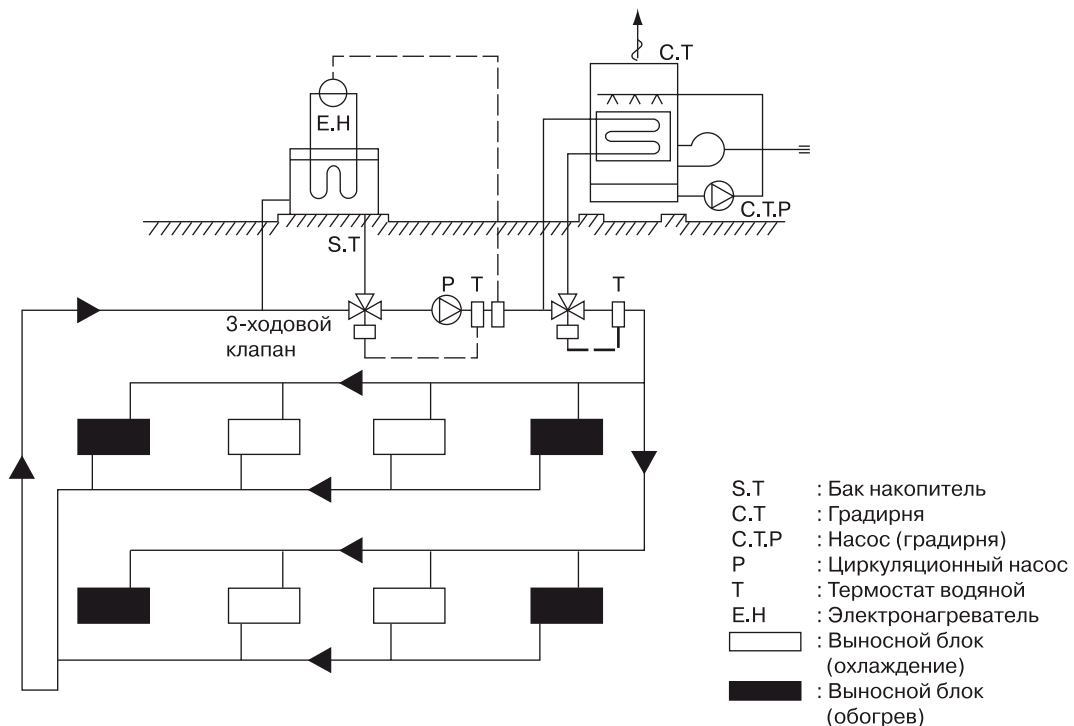 C.T
E.H
C.T.P
S.T
P
T
T
3-ходовой
клапан
S.T : Бак накопитель
C.T : Градирня
C.T.P : Насос (градирня)
P : Циркуляционный насос
T : Термостат водяной
E.H : Электронагреватель
: Выносной блок
(охлаждение)
: Выносной блок
(обогрев)